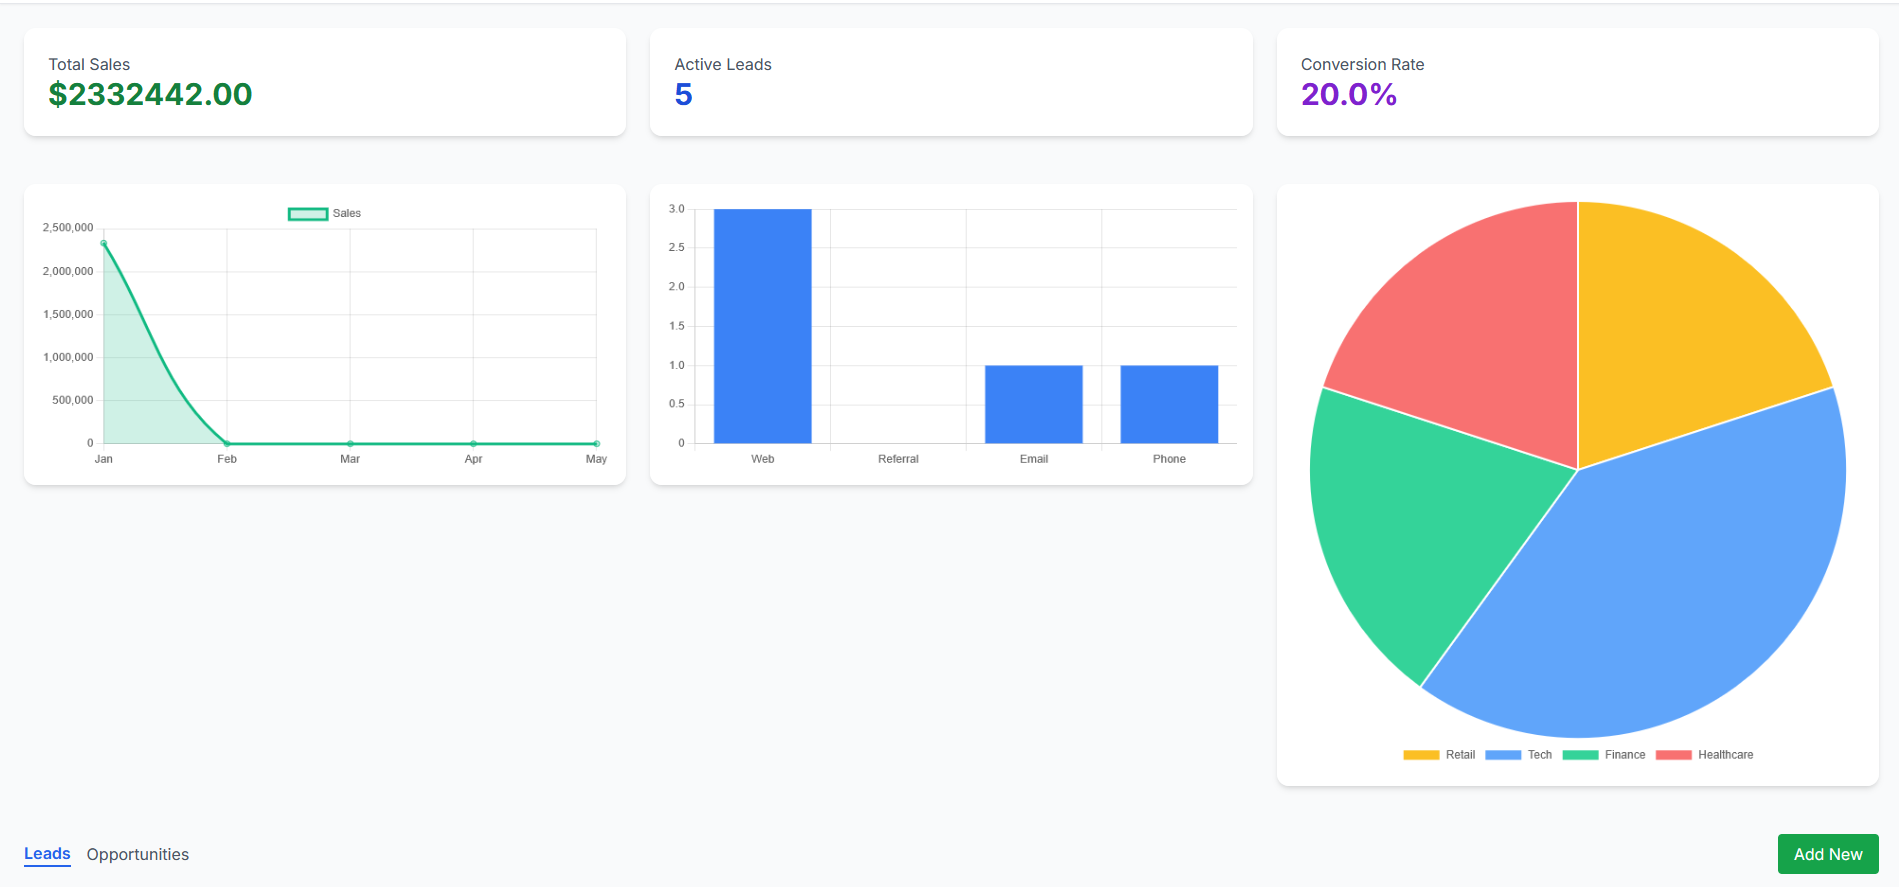 Total Sales
$2332442.00
Active Leads
5
Conversion Rate
20.0%
Sales
2,500,000
2,000,000
1,500,000
1,000,000
500,000
0
Jan Feb Mar Apr May
3.0
2.5
2.0
1.5
1.0
0.5
0
Web Referral Email Phone
Retail Tech Finance Healthcare
Leads Opportunities
Add New